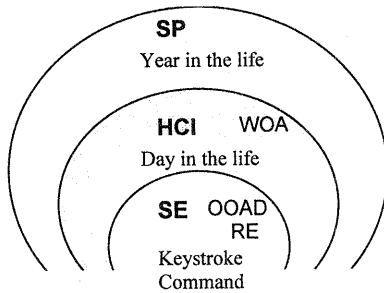 SP
Year in the life
HCI WOA
Day in the life
SE OOAD
RE
Keystroke
Command